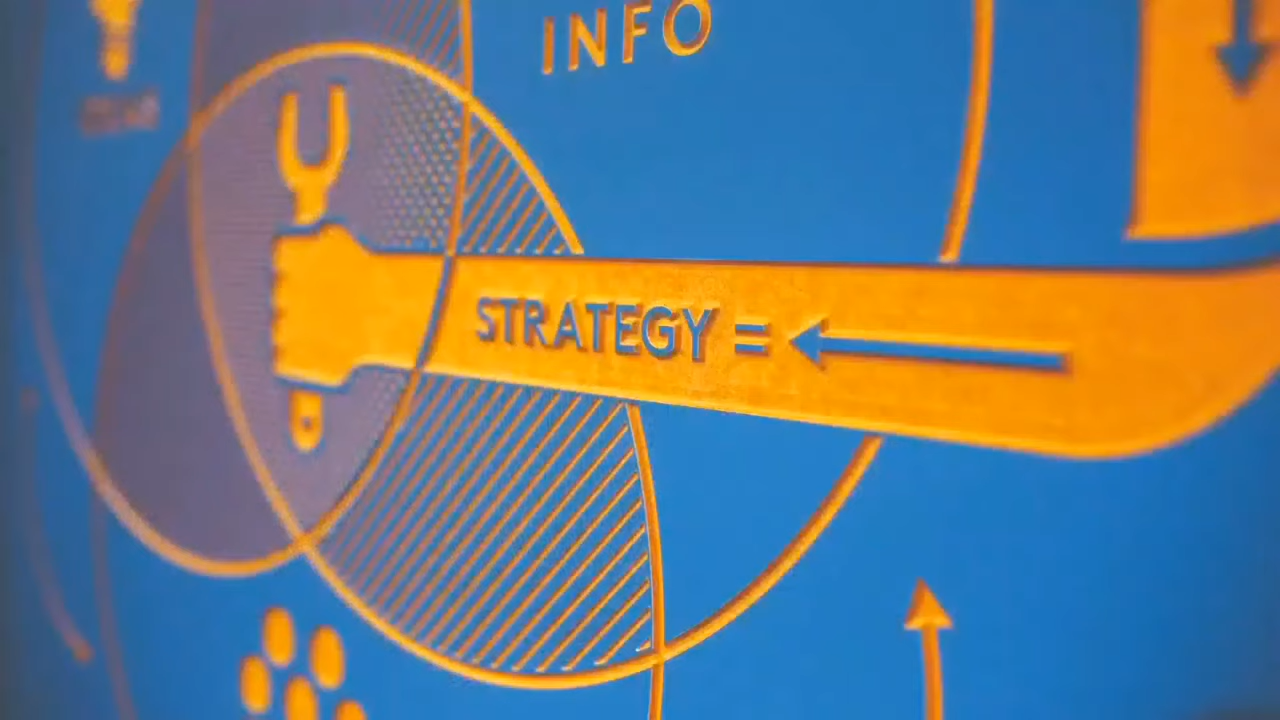 INFO
STRATEGY =